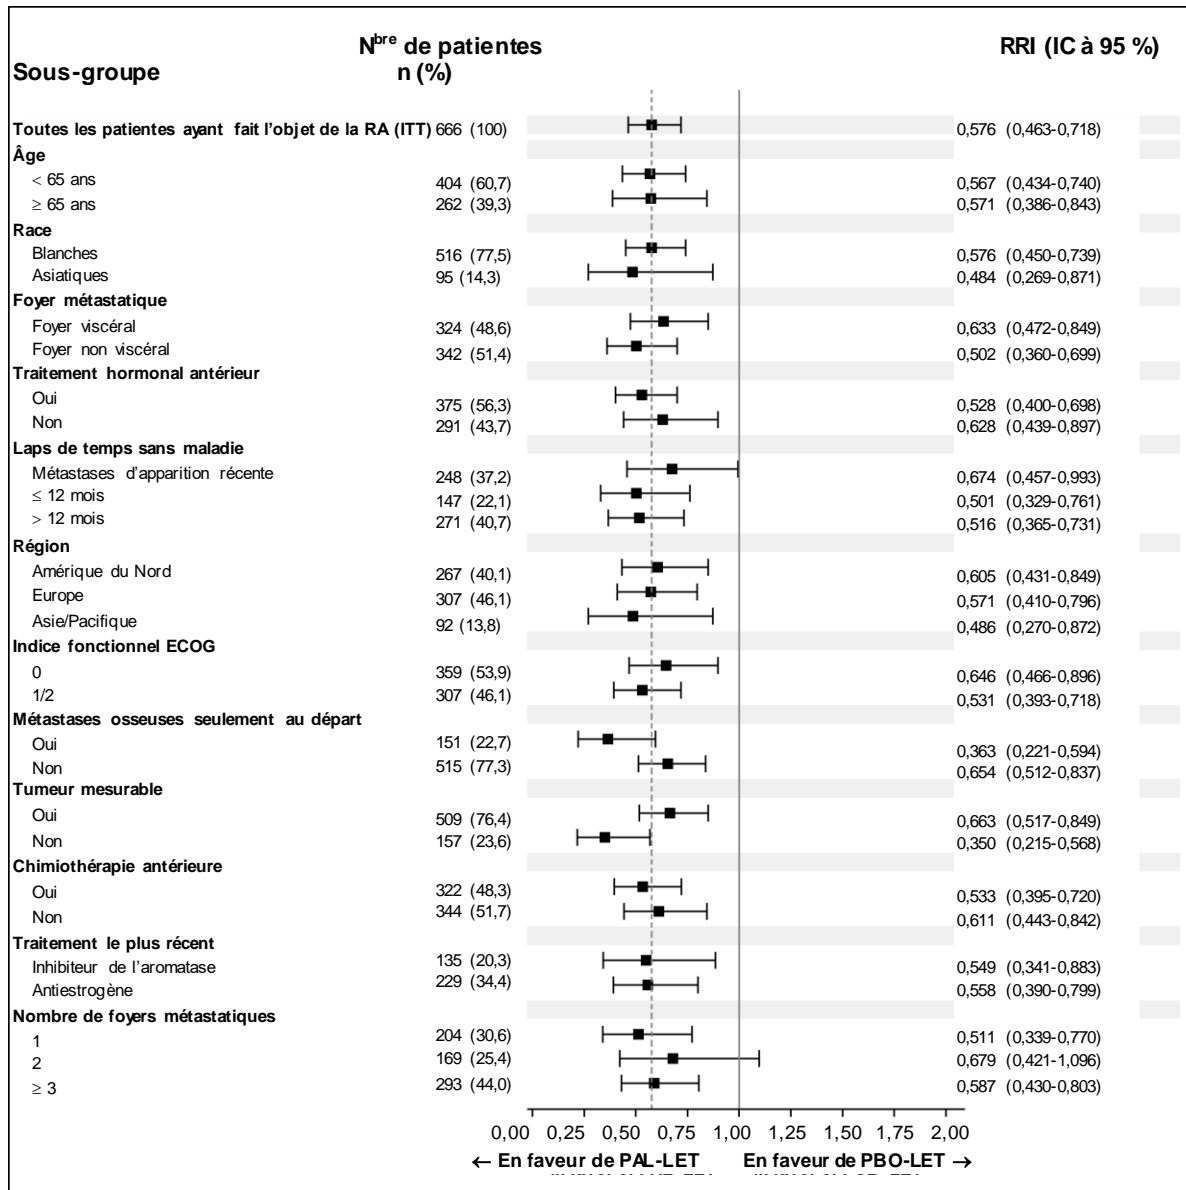 Sous-groupe Nbre de patientes n (%) RRI (IC à 95 %)
Toutes les patientes ayant fait l'objet de la RA (ITT) 666 (100) 0,576 (0,463-0,718)
Âge
< 65 ans 404 (60,7) 0,567 (0,434-0,740)
≥ 65 ans 262 (39,3) 0,571 (0,386-0,843)
Race
Blanches 516 (77,5) 0,576 (0,450-0,739)
Asiatiques 95 (14,3) 0,484 (0,269-0,871)
Foyer métastatique
Foyer viscéral 324 (48,6) 0,633 (0,472-0,849)
Foyer non viscéral 342 (51,4) 0,502 (0,360-0,699)
Traitement hormonal antérieur
Oui 375 (56,3) 0,528 (0,400-0,698)
Non 291 (43,7) 0,628 (0,439-0,897)
Laps de temps sans maladie
Métastases d'apparition récente 248 (37,2) 0,674 (0,457-0,993)
≤ 12 mois 147 (22,1) 0,501 (0,329-0,761)
> 12 mois 271 (40,7) 0,516 (0,365-0,731)
Région
Amérique du Nord 267 (40,1) 0,605 (0,431-0,849)
Europe 307 (46,1) 0,571 (0,410-0,796)
Asie/Pacifique 92 (13,8) 0,486 (0,270-0,872)
Indice fonctionnel ECOG
0 359 (53,9) 0,646 (0,466-0,896)
1/2 307 (46,1) 0,531 (0,393-0,718)
Métastases osseuses seulement au départ
Oui 151 (22,7) 0,363 (0,221-0,594)
Non 515 (77,3) 0,654 (0,512-0,837)
Tumeur mesurable
Oui 509 (76,4) 0,663 (0,517-0,849)
Non 157 (23,6) 0,350 (0,215-0,568)
Chimiothérapie antérieure
Oui 322 (48,3) 0,533 (0,395-0,720)
Non 344 (51,7) 0,611 (0,443-0,842)
Traitement le plus récent
Inhibiteur de l'aromatase 135 (20,3) 0,549 (0,341-0,883)
Antiestrogène 229 (34,4) 0,558 (0,390-0,799)
Nombre de foyers métastatiques
1 204 (30,6) 0,511 (0,339-0,770)
2 169 (25,4) 0,679 (0,421-1,096)
≥ 3 293 (44,0) 0,587 (0,430-0,803)
0,00 0,25 0,50 0,75 1,00 1,25 1,50 1,75 2,00
← En faveur de PAL-LET En faveur de PBO-LET →